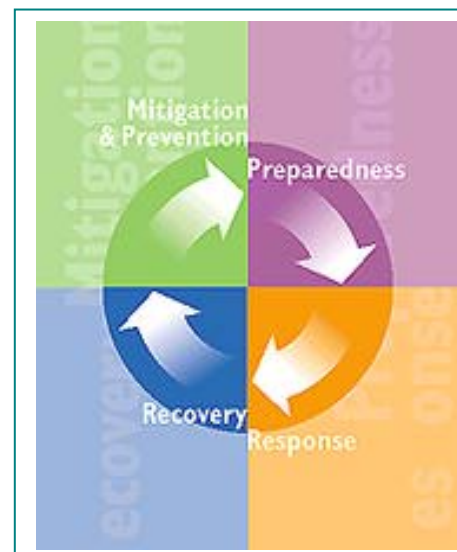 Mitigation
& Prevention
Preparedness
Recovery
Response